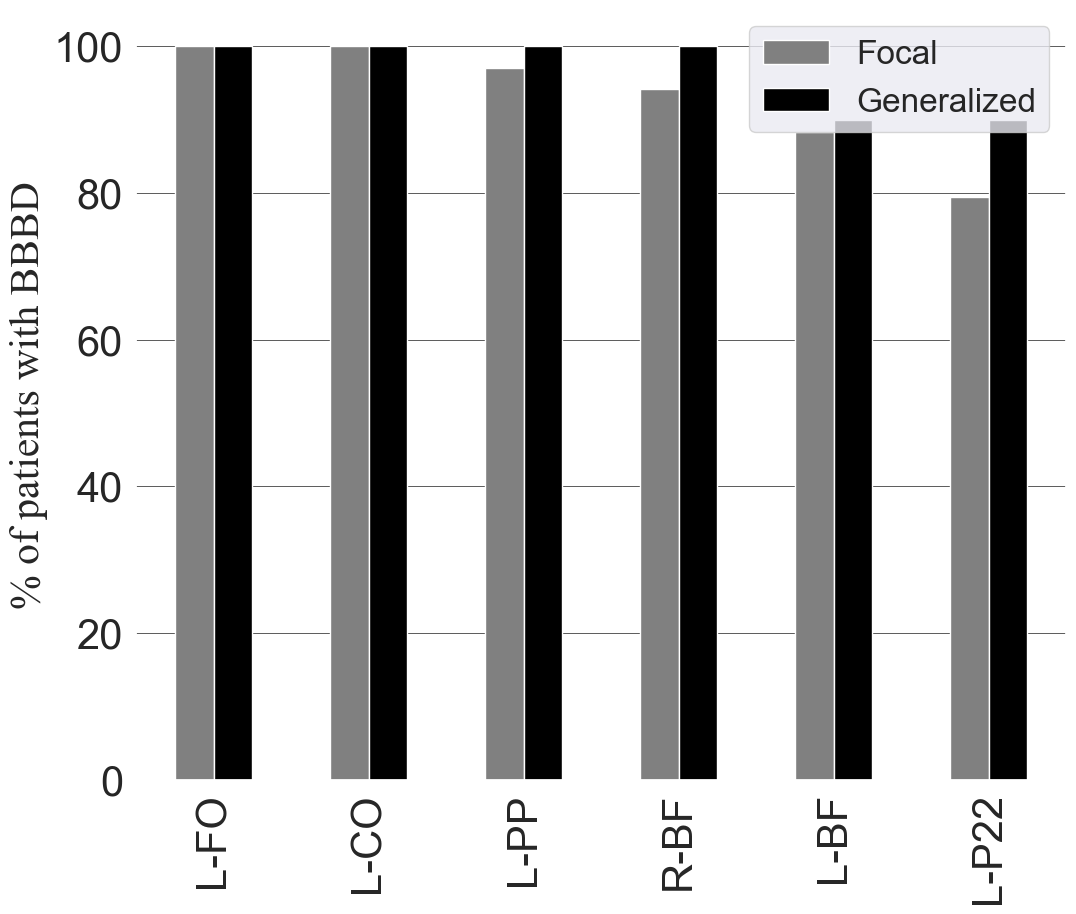 % of patients with BBBD
100
80
60
40
20
0
Focal
Generalized
L-FO
L-CO
L-PP
R-BF
L-BF
L-P22